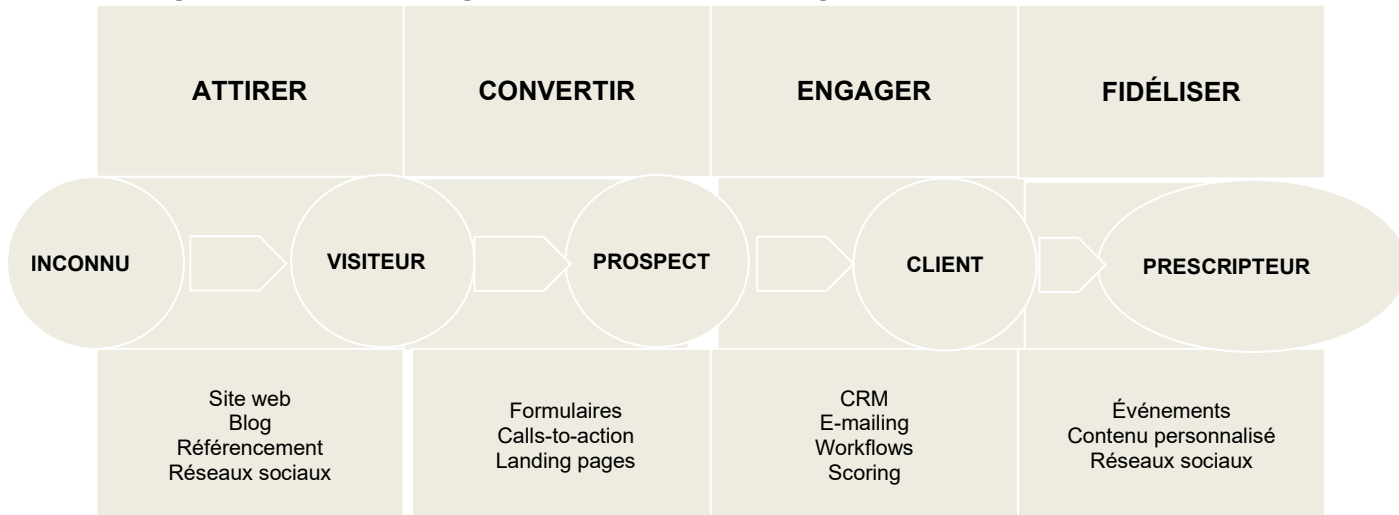 ATTIRER
CONVERTIR
ENGAGER
FIDÉLISER
INCONNU
VISITEUR
PROSPECT
CLIENT
PRESCRIPTEUR
Site web
Blog
Référencement
Réseaux sociaux
Formulaires
Calls-to-action
Landing pages
CRM
E-mailing
Workflows
Scoring
Événements
Contenu personnalisé
Réseaux sociaux